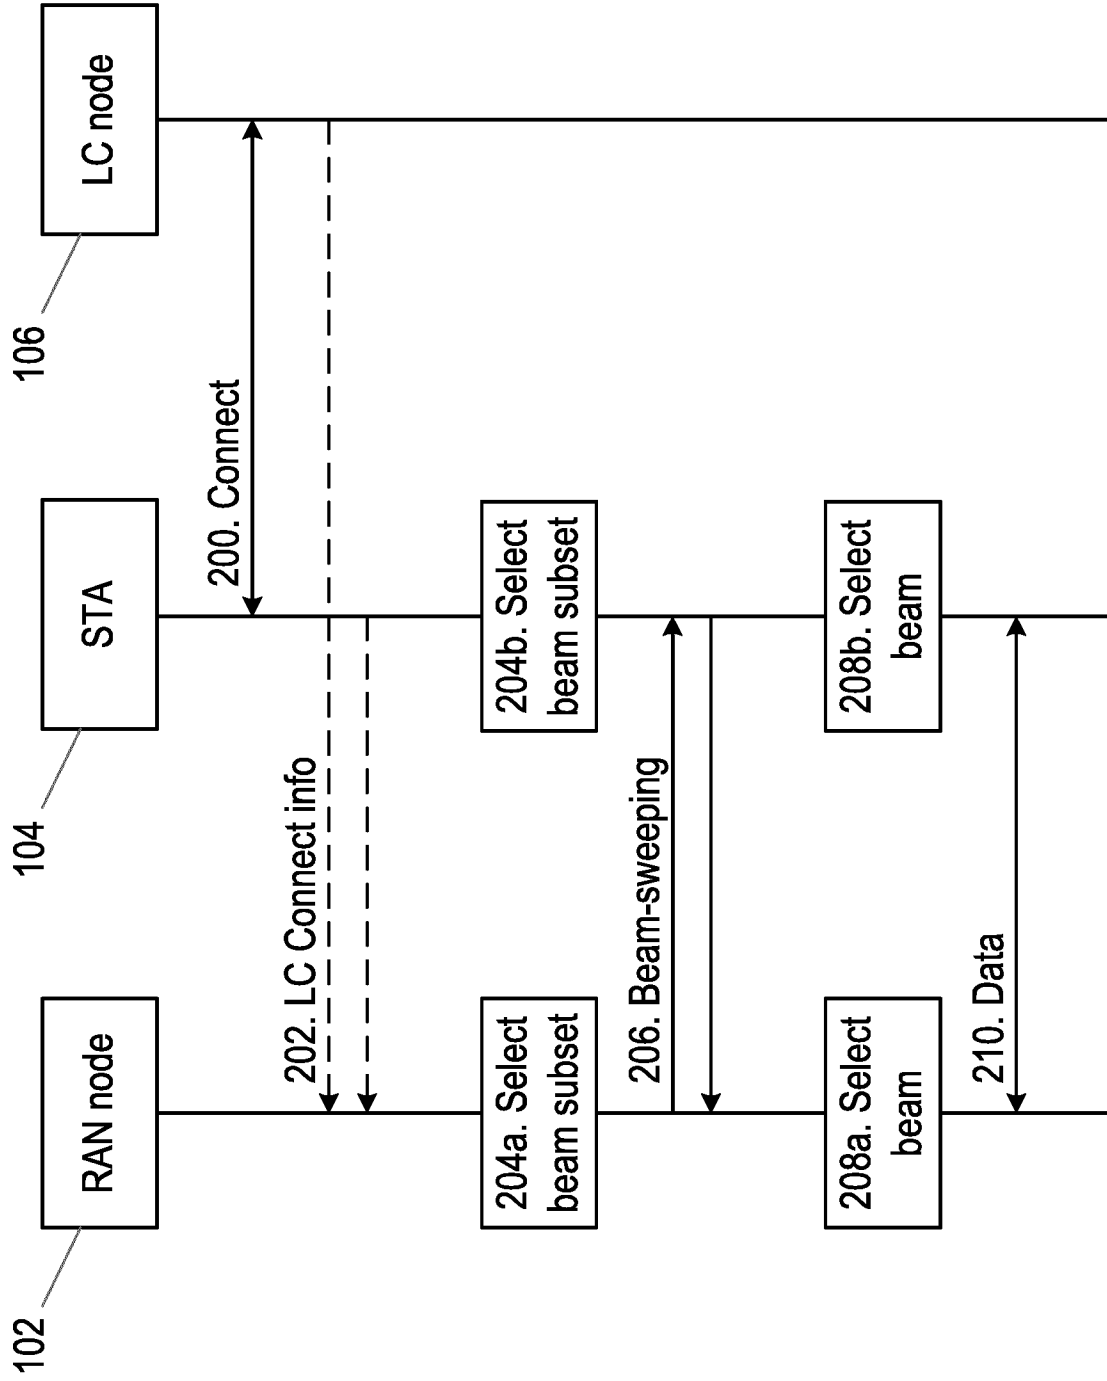 102
RAN node
104
STA
106
LC node
200. Connect
202. LC Connect info
204a. Select
beam subset
204b. Select
beam subset
206. Beam-sweeping
208a. Select
beam
208b. Select
beam
210. Data